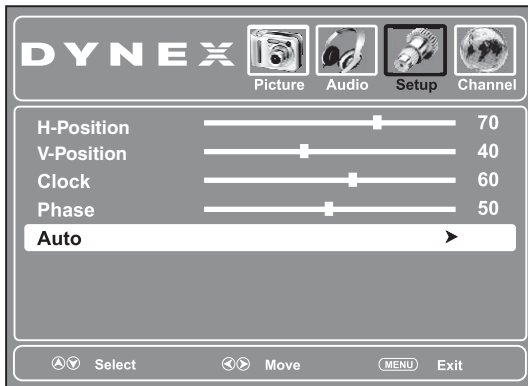 DYNEX
Picture Audio Setup Channel
H-Position 70
V-Position 40
Clock 60
Phase 50
Auto
Select Move MENU Exit